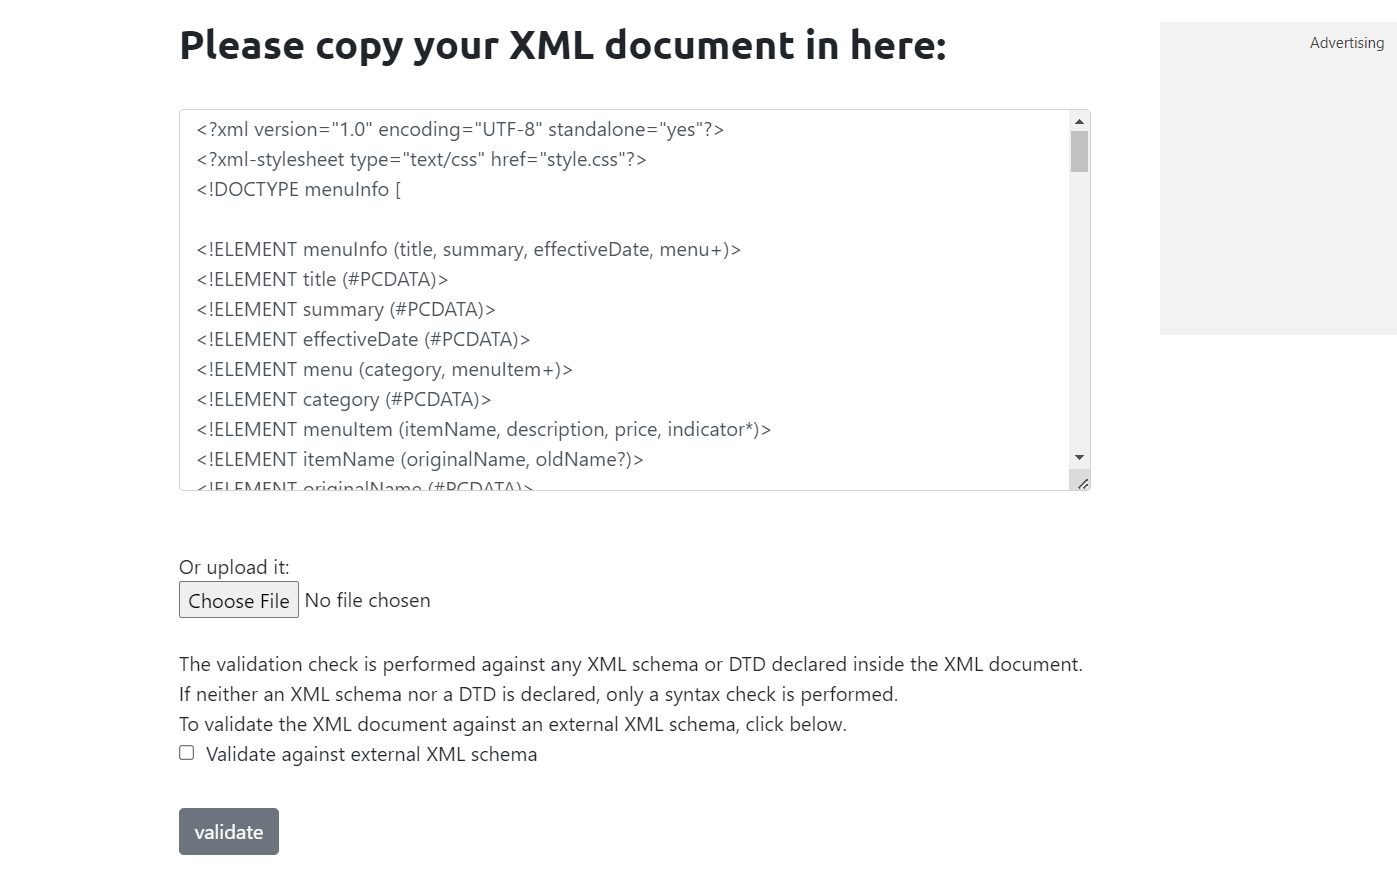 Please copy your XML document in here:
Advertising
<?xml version="1.0" encoding="UTF-8" standalone="yes"?>
<?xml-stylesheet type="text/css" href="style.css"?>
<!DOCTYPE menuInfo [
<!ELEMENT menuInfo (title, summary, effectiveDate, menu+)>
<!ELEMENT title (#PCDATA)>
<!ELEMENT summary (#PCDATA)>
<!ELEMENT effectiveDate (#PCDATA)>
<!ELEMENT menu (category, menuItem+)>
<!ELEMENT category (#PCDATA)>
<!ELEMENT menuItem (itemName, description, price, indicator*)>
<!ELEMENT itemName (originalName, oldName?)>
<!ELEMENT originalName (#PCDATA)>
Or upload it:
Choose File No file chosen
The validation check is performed against any XML schema or DTD declared inside the XML document.
If neither an XML schema nor a DTD is declared, only a syntax check is performed.
To validate the XML document against an external XML schema, click below.
Validate against external XML schema
validate